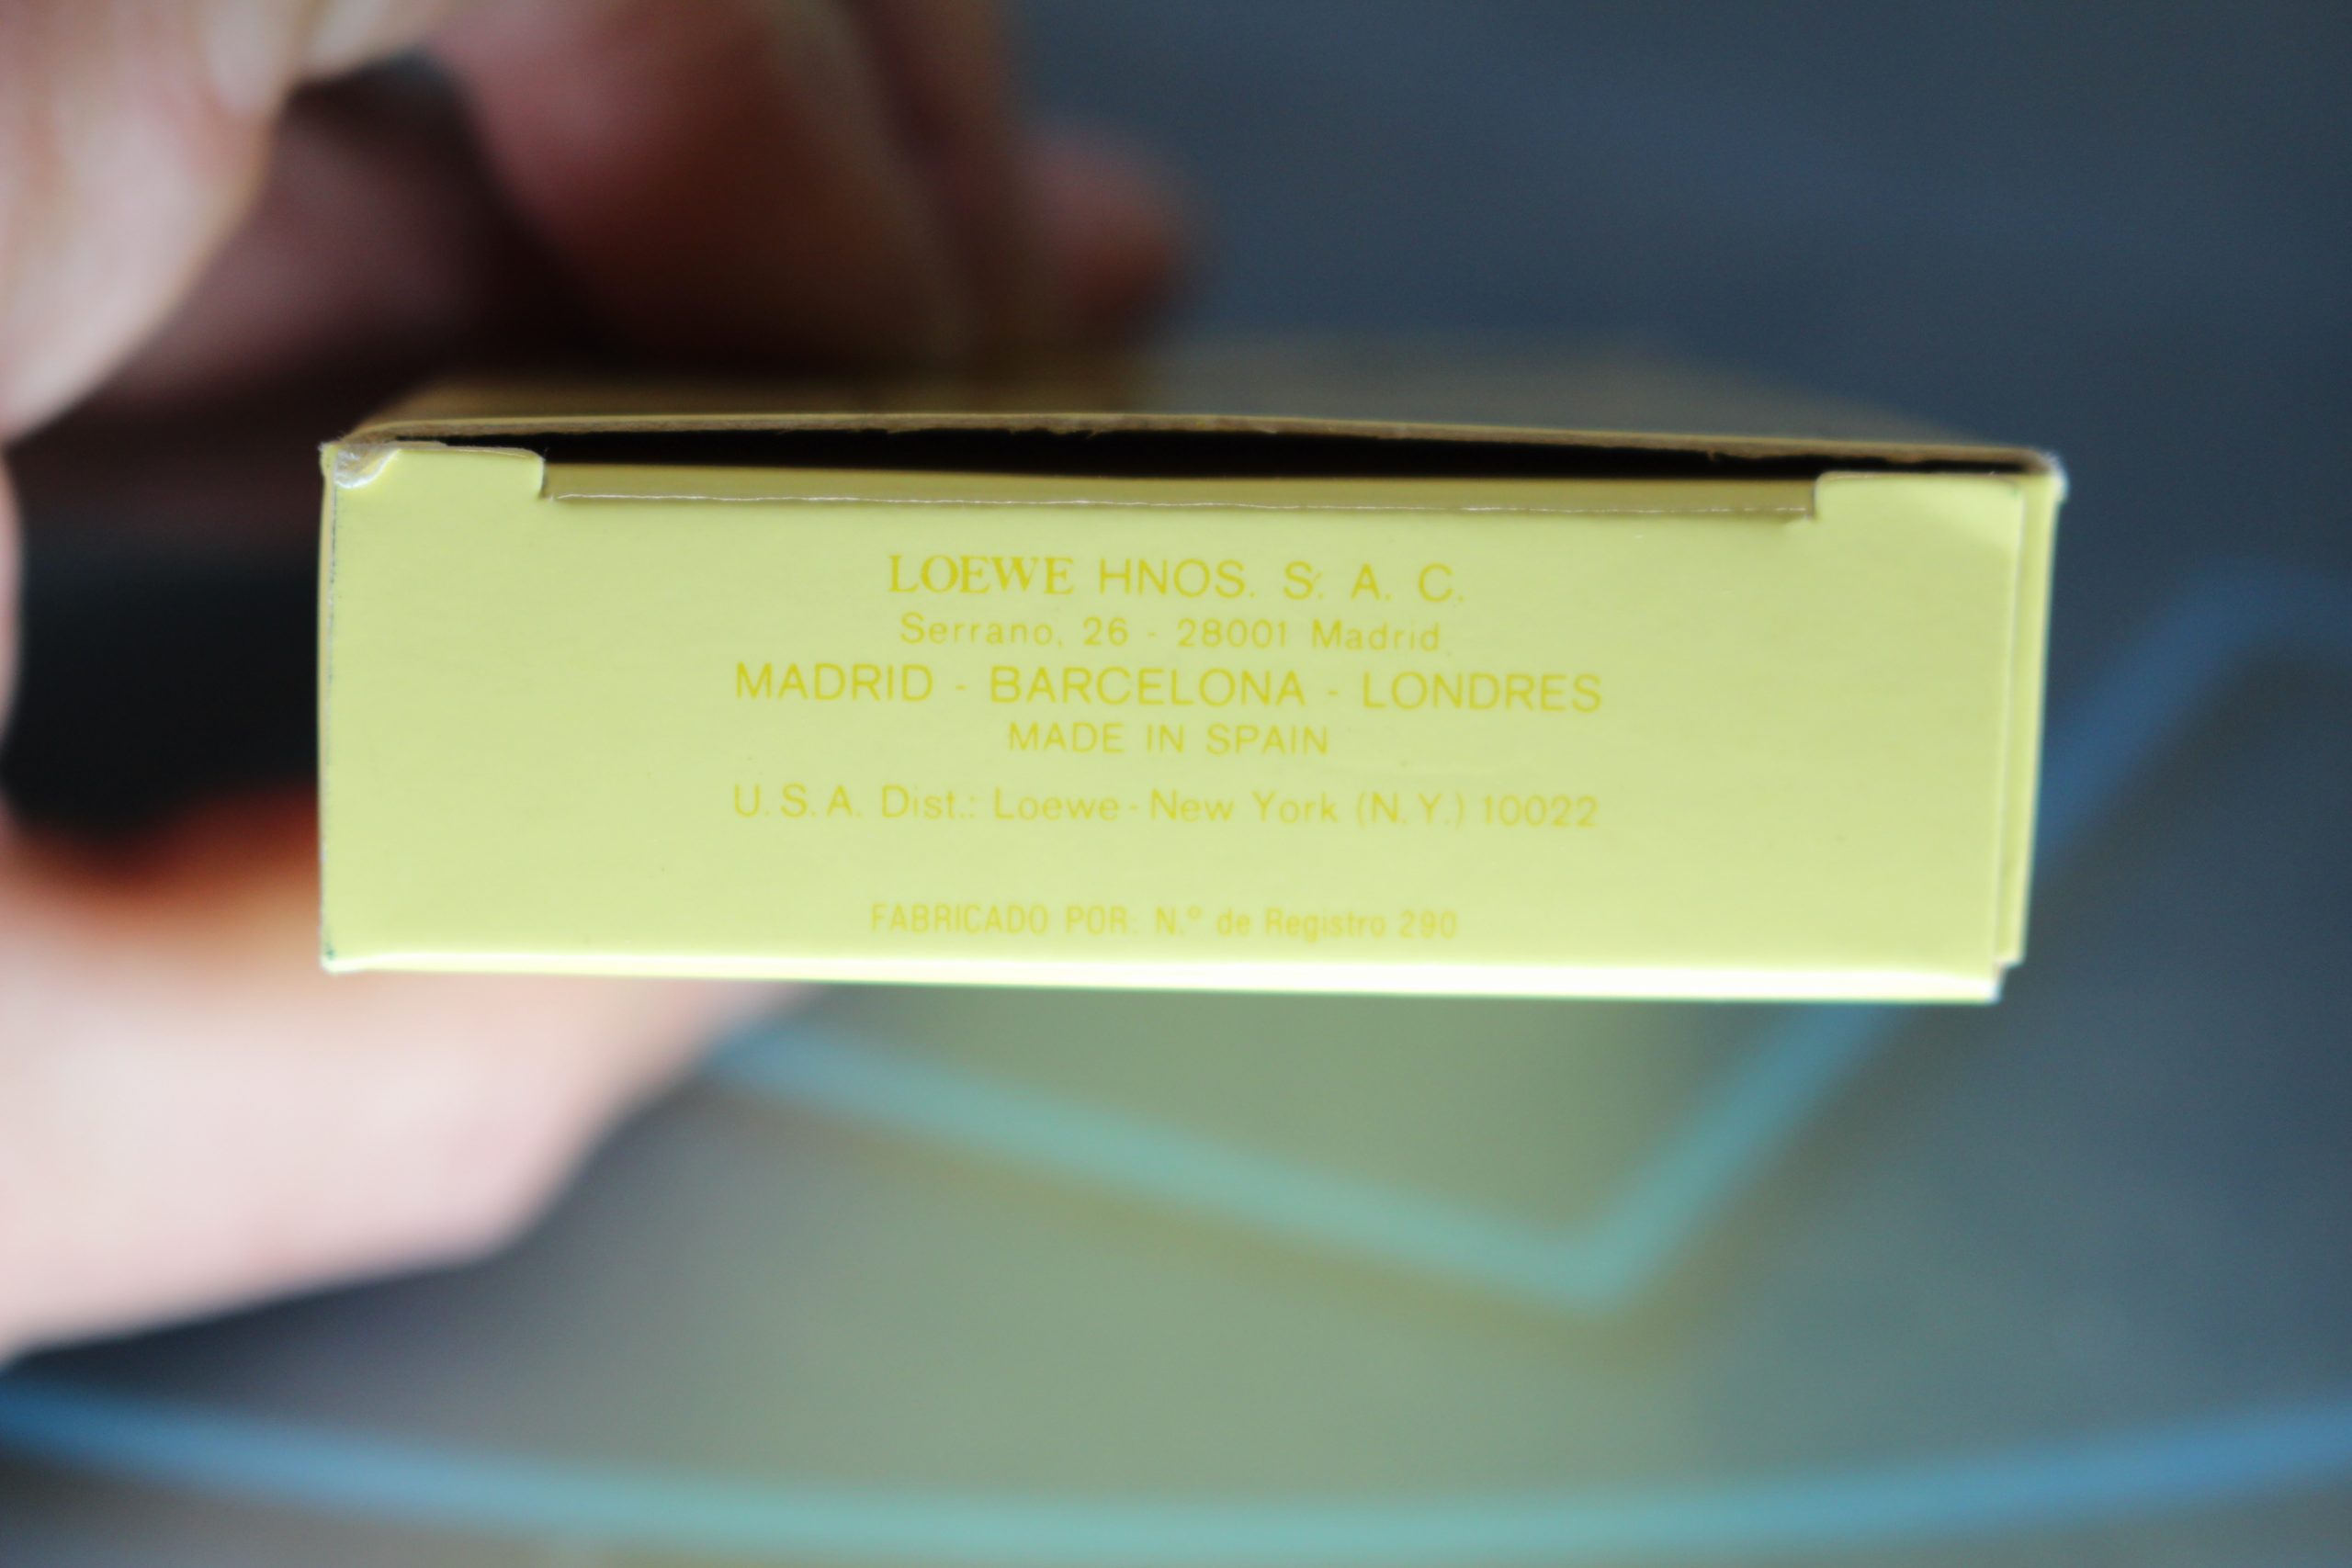 LOEWE HNOS. S. A. C.
Serrano, 26 - 28001 Madrid.
MADRID - BARCELONA - LONDRES
MADE IN SPAIN
U.S.A. Dist.: Loewe - New York (N.Y.) 10022
FABRICADO POR: N.º de Registro 290